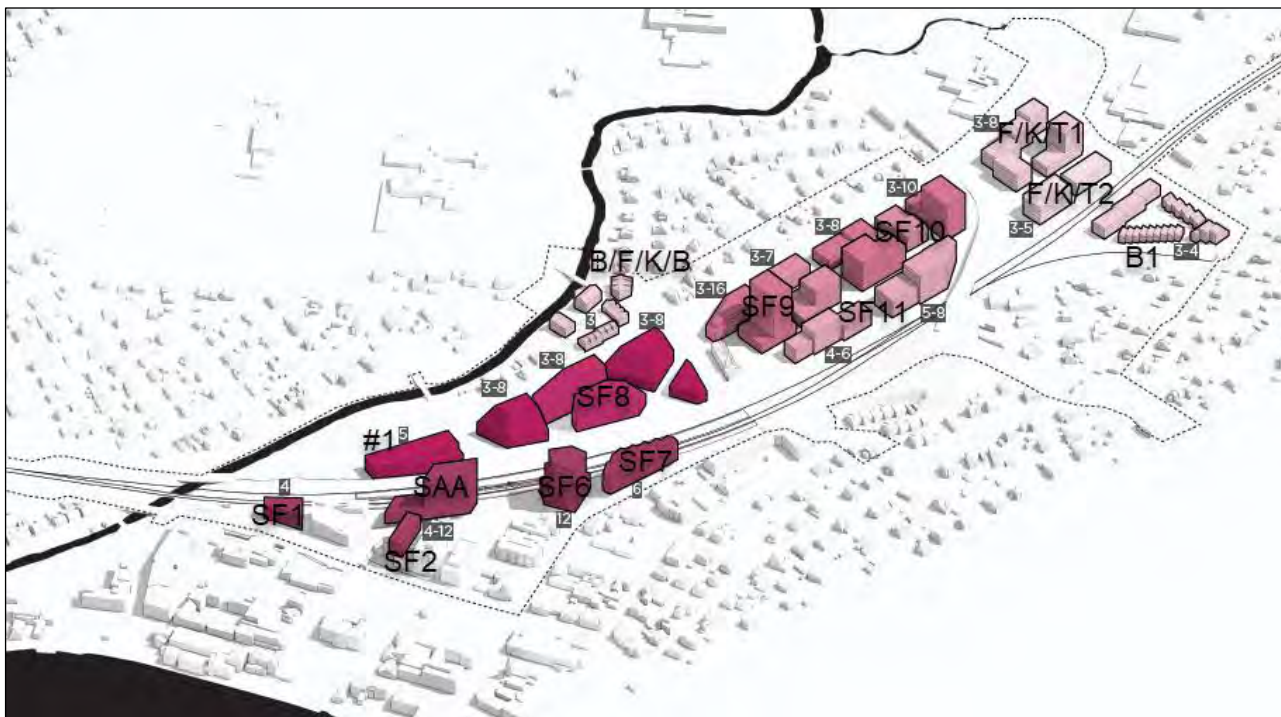 3-8
F/K/T1
F/K/T2
3-5
B1
3-4
3-10
3-8
SF10
3-7
B/F/K/B
3-16
SF9
SF11
5-8
4-6
3
3-8
3-8
3-8
SF8
#1
5
SAA
SF7
SF6
6
4
SF1
12
4-12
SF2